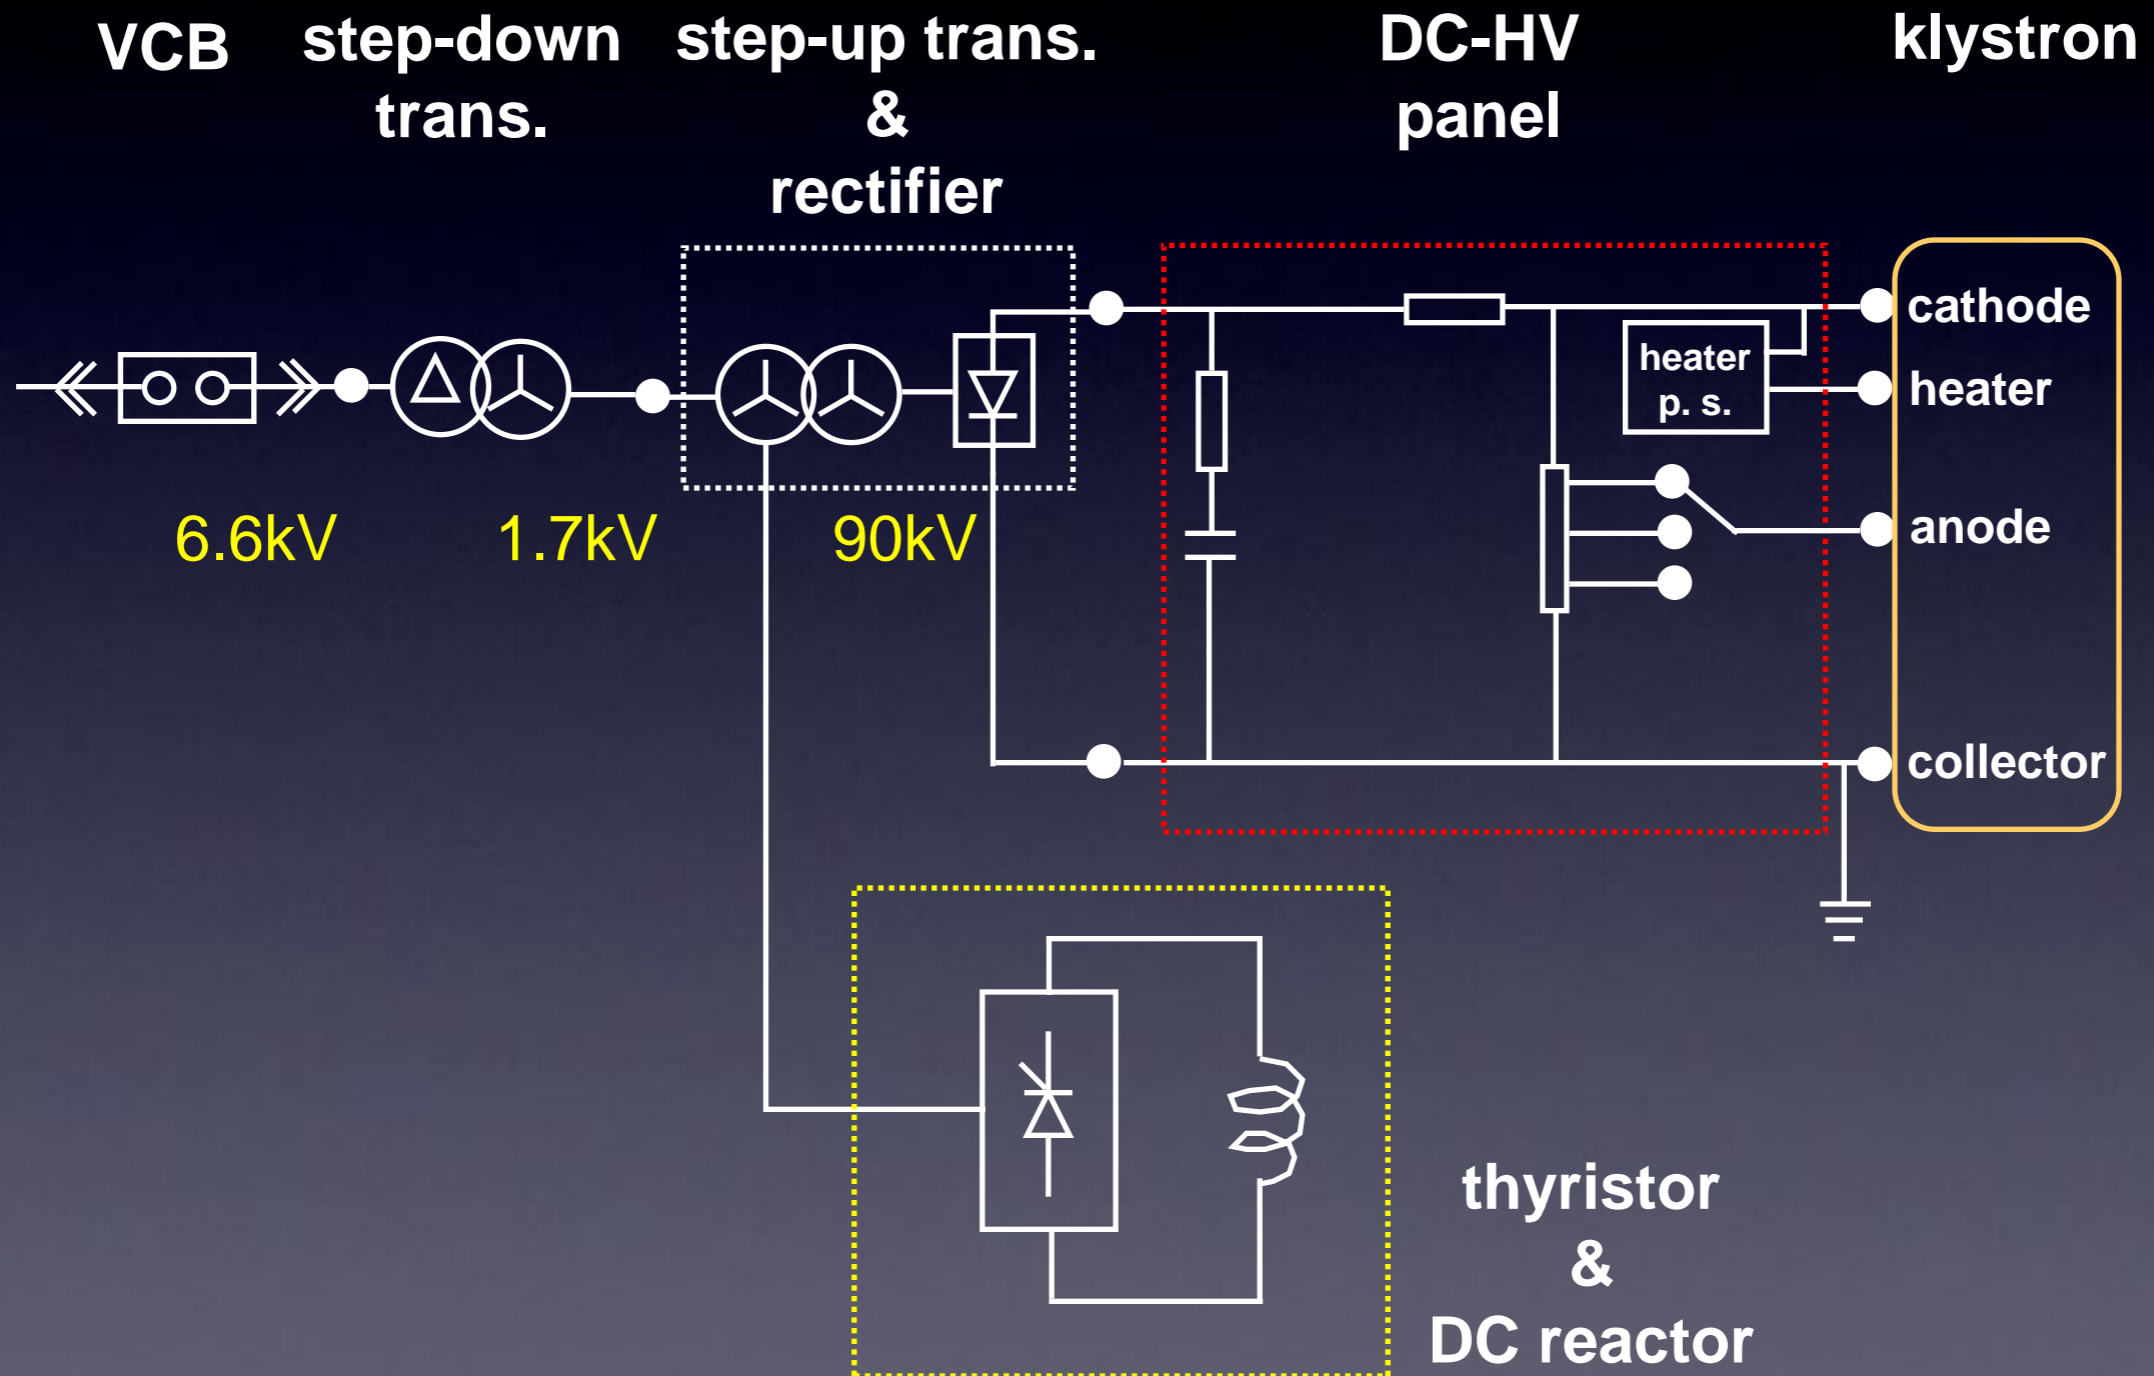 VCB
step-down
trans.
step-up trans.
&
rectifier
DC-HV
panel
klystron
cathode
heater
p. s.
heater
anode
6.6kV
1.7kV
90kV
collector
thyristor
&
DC reactor